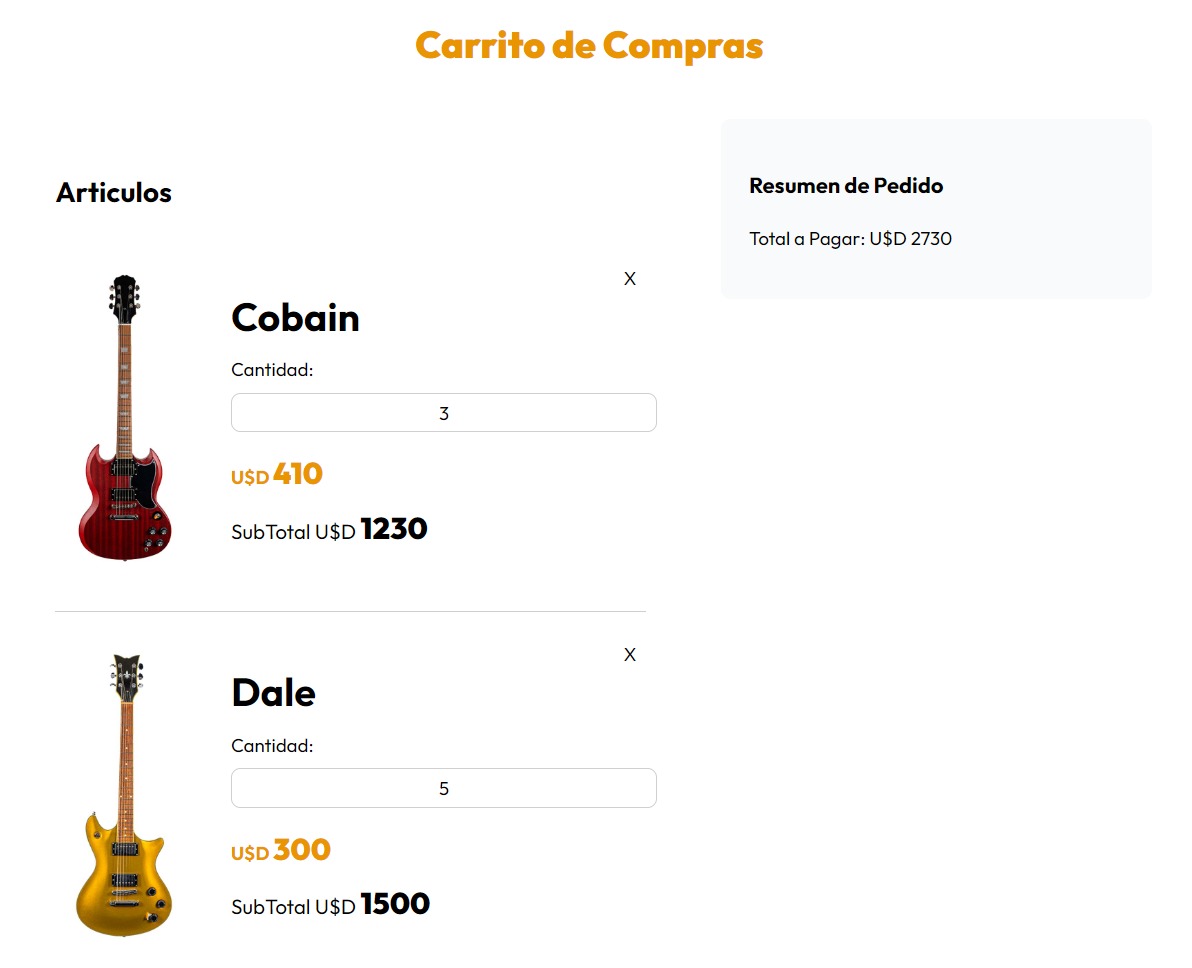 Carrito de Compras
Articulos
X
Cobain
Cantidad:
3
U$D 410
SubTotal U$D 1230
X
Dale
Cantidad:
5
U$D 300
SubTotal U$D 1500
Resumen de Pedido
Total a Pagar: U$D 2730